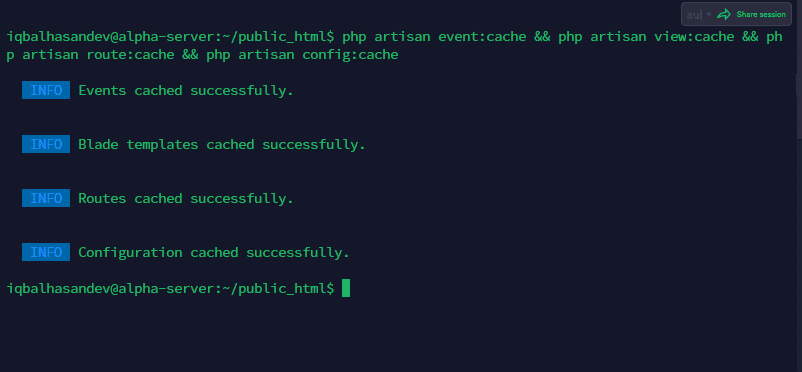 Share session
iqbalhasandev@alpha-server:~/public_html$ php artisan event:cache && php artisan view:cache && ph
p artisan route:cache && php artisan config:cache
INFO Events cached successfully.
INFO Blade templates cached successfully.
INFO Routes cached successfully.
INFO Configuration cached successfully.
iqbalhasandev@alpha-server:~/public_html$